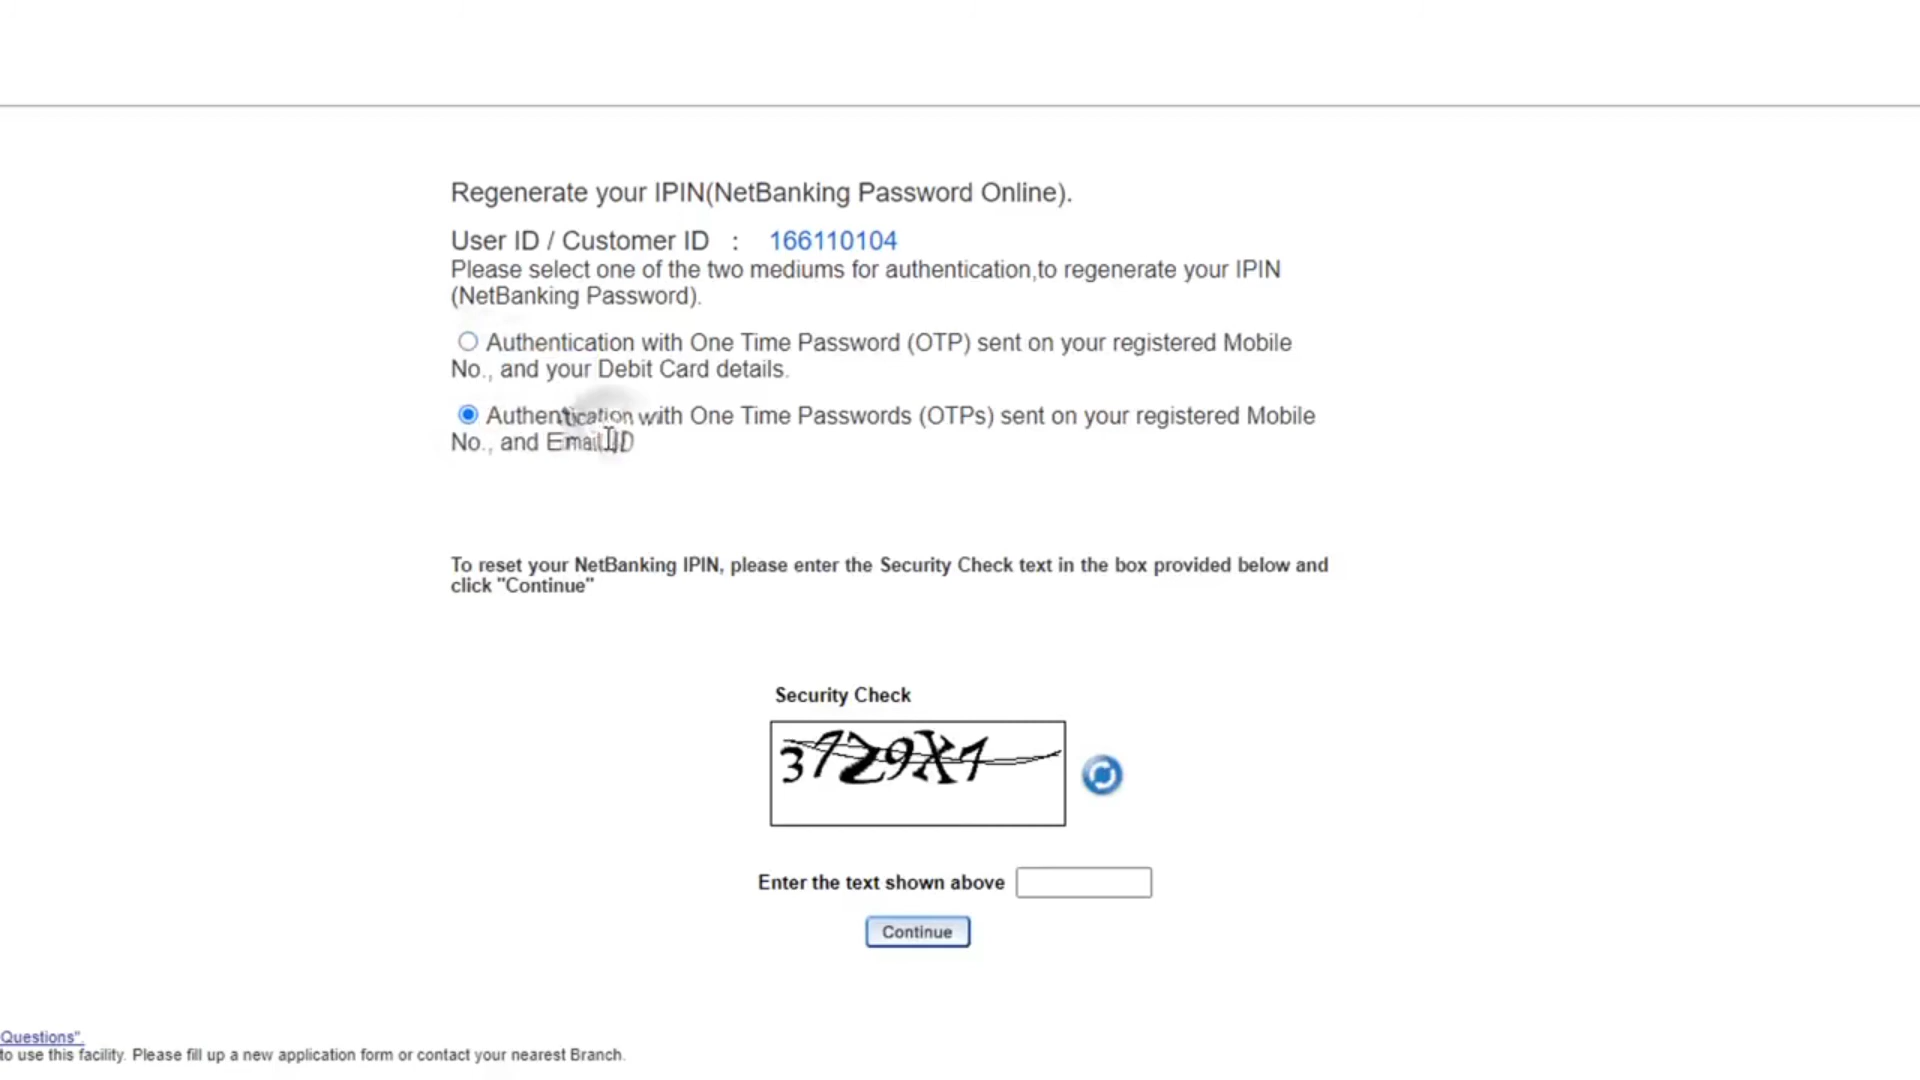 Regenerate your IPIN(NetBanking Password Online).
User ID / Customer ID : 166110104
Please select one of the two mediums for authentication,to regenerate your IPIN
(NetBanking Password).
Authentication with One Time Password (OTP) sent on your registered Mobile
No., and your Debit Card details.
Authentication with One Time Passwords (OTPs) sent on your registered Mobile
No., and Email ID
To reset your NetBanking IPIN, please enter the Security Check text in the box provided below and
click "Continue"
Security Check
Enter the text shown above
Continue
Questions".
to use this facility. Please fill up a new application form or contact your nearest Branch.